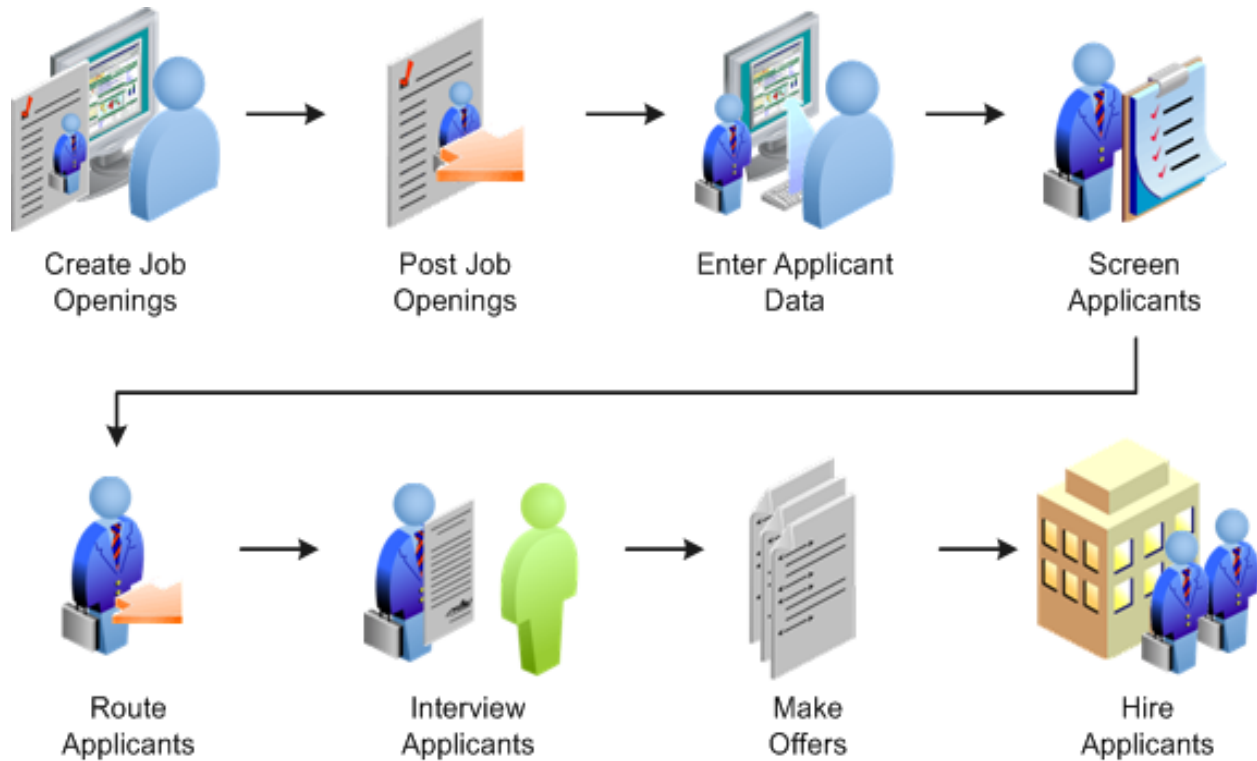 Create Job
Openings
Post Job
Openings
Enter Applicant
Data
Screen
Applicants
Route
Applicants
Interview
Applicants
Make
Offers
Hire
Applicants